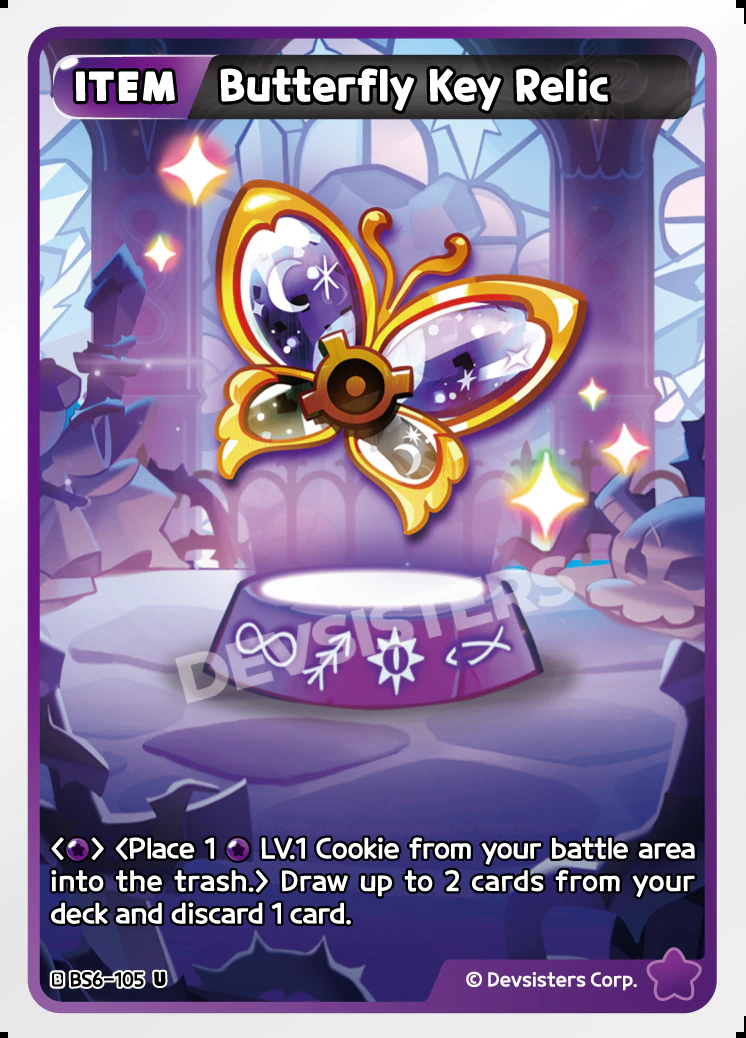 ITEM Butterfly Key Relic
DEVSISTERS
<> <Place 1 LV.1 Cookie from your battle area
into the trash.> Draw up to 2 cards from your
deck and discard 1 card.
B BS6-105 U © Devsisters Corp.